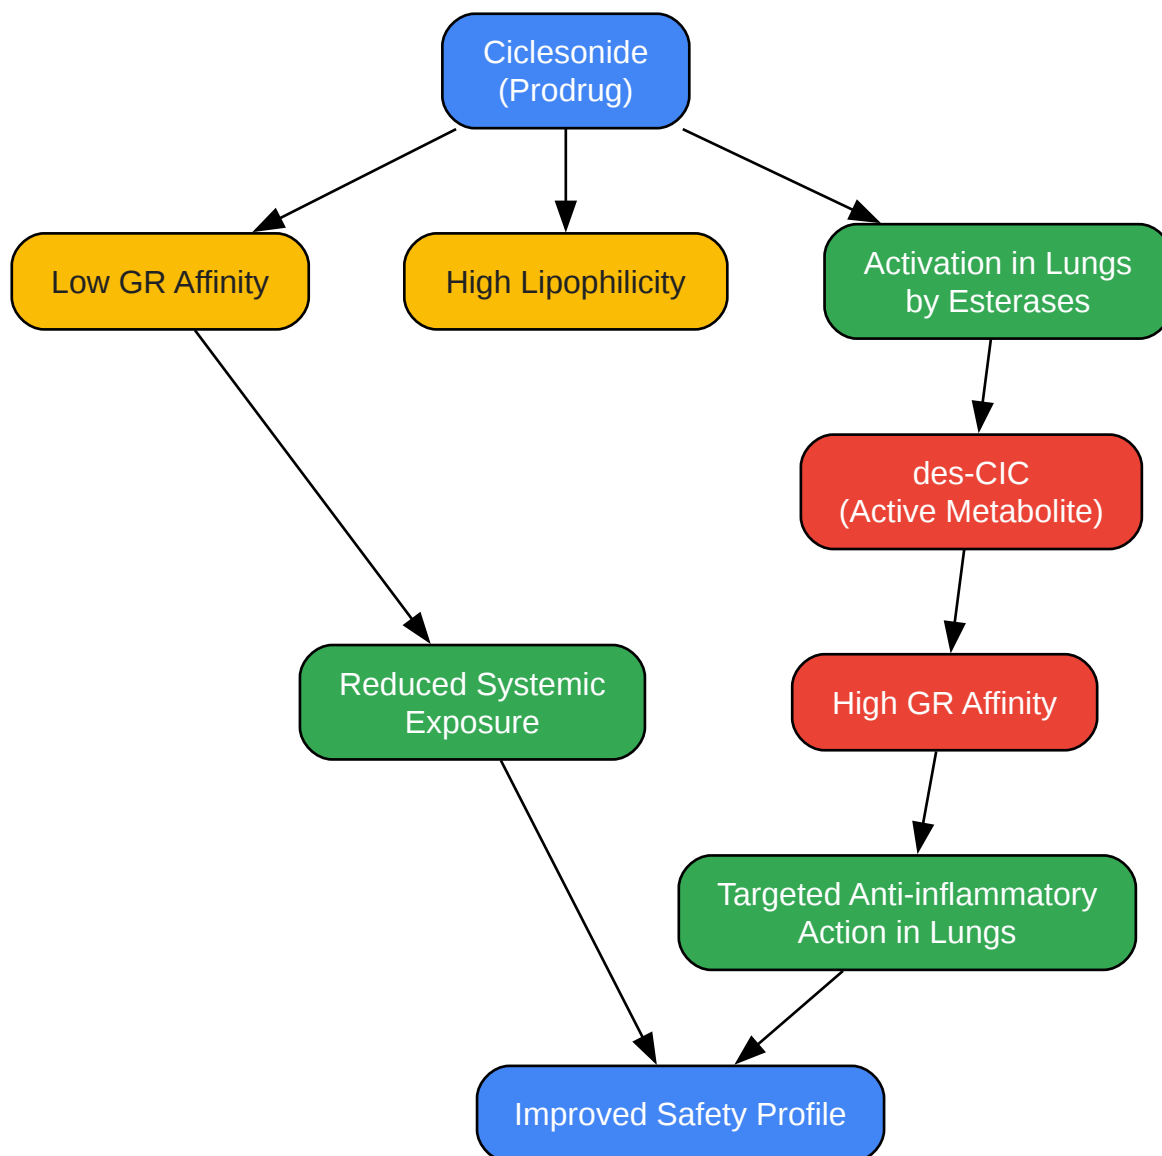 Ciclesonide
(Prodrug)
Low GR Affinity
High Lipophilicity
Activation in Lungs
by Esterases
des-CIC
(Active Metabolite)
Reduced Systemic
Exposure
High GR Affinity
Targeted Anti-inflammatory
Action in Lungs
Improved Safety Profile